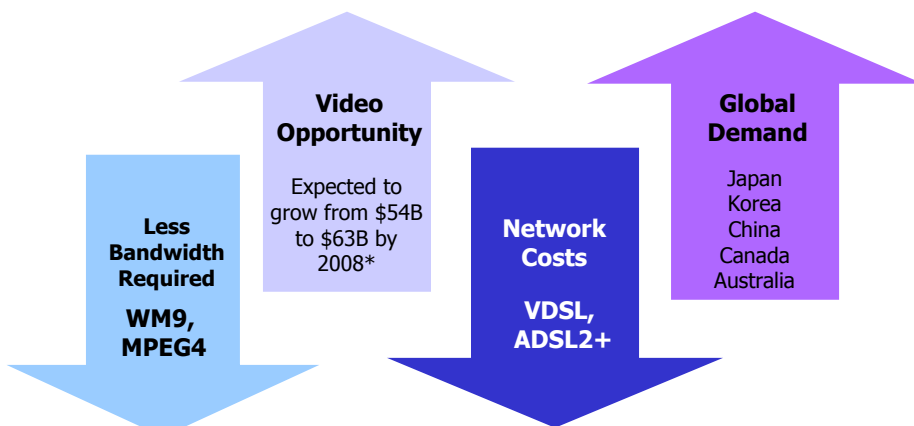 Less
Bandwidth
Required
WM9,
MPEG4
Video
Opportunity
Expected to
grow from $54B
to $63B by
2008*
Network
Costs
VDSL,
ADSL2+
Global
Demand
Japan
Korea
China
Canada
Australia